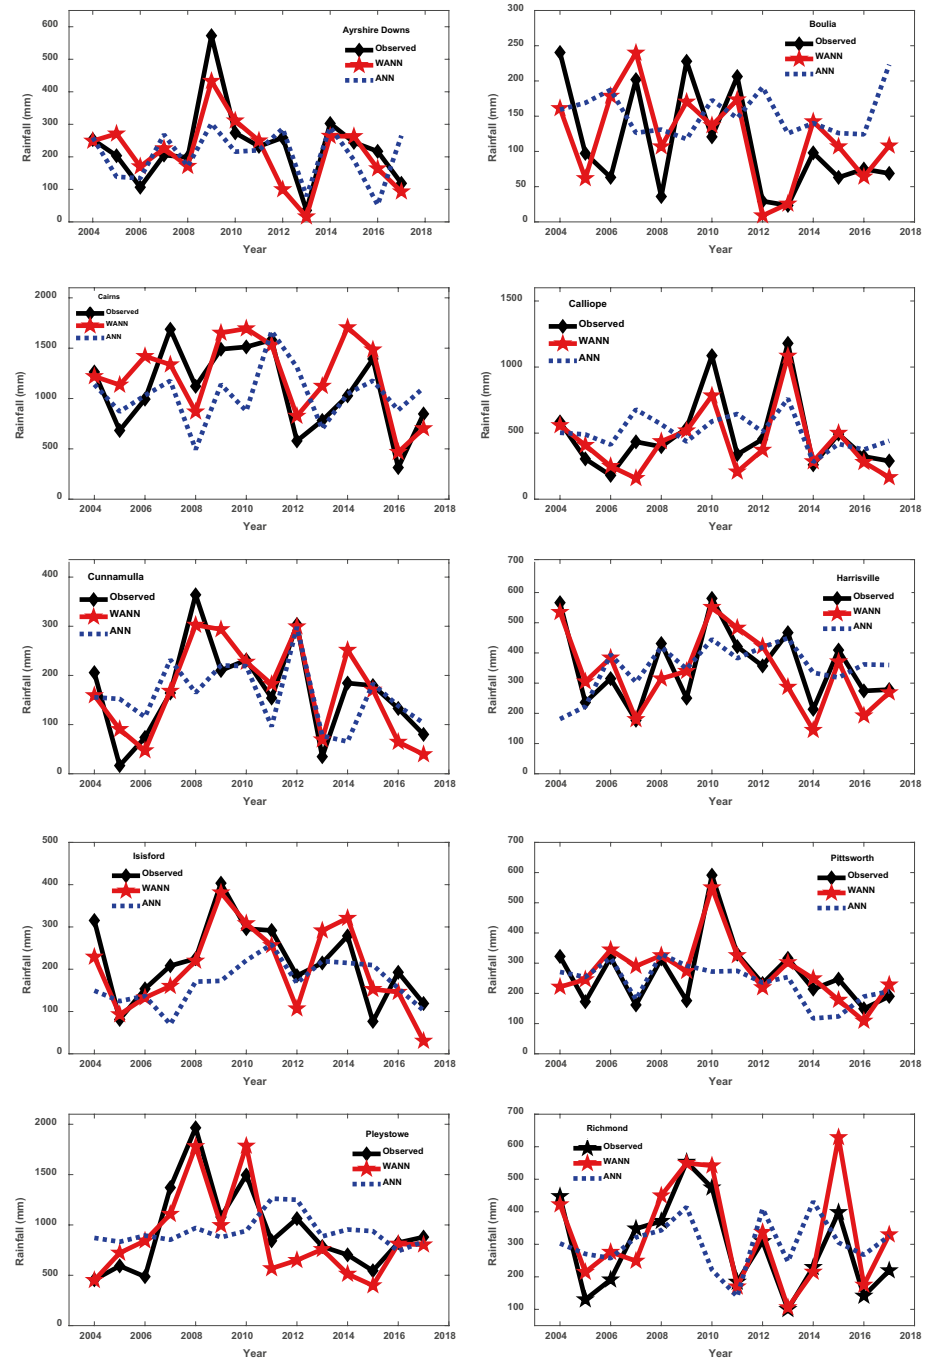 Ayrshire Downs
Observed
WANN
ANN
Rainfall (mm)
600
500
400
300
200
100
0
2004 2006 2008 2010 2012 2014 2016 2018
Year
Boulia
Observed
WANN
ANN
Rainfall (mm)
300
250
200
150
100
50
0
2004 2006 2008 2010 2012 2014 2016 2018
Year
Cairns
Observed
WANN
ANN
Rainfall (mm)
2000
1500
1000
500
0
2004 2006 2008 2010 2012 2014 2016 2018
Year
Calliope
Observed
WANN
ANN
Rainfall (mm)
1500
1000
500
0
2004 2006 2008 2010 2012 2014 2016 2018
Year
Cunnamulla
Observed
WANN
ANN
Rainfall (mm)
400
300
200
100
0
2004 2006 2008 2010 2012 2014 2016 2018
Year
Harrisville
Observed
WANN
ANN
Rainfall (mm)
700
600
500
400
300
200
100
0
2004 2006 2008 2010 2012 2014 2016 2018
Year
Isisford
Observed
WANN
ANN
Rainfall (mm)
500
400
300
200
100
0
2004 2006 2008 2010 2012 2014 2016 2018
Year
Pittsworth
Observed
WANN
ANN
Rainfall (mm)
700
600
500
400
300
200
100
0
2004 2006 2008 2010 2012 2014 2016 2018
Year
Pleystowe
Observed
WANN
ANN
Rainfall (mm)
2000
1500
1000
500
0
2004 2006 2008 2010 2012 2014 2016 2018
Year
Richmond
Observed
WANN
ANN
Rainfall (mm)
700
600
500
400
300
200
100
2004 2006 2008 2010 2012 2014 2016 2018
Year